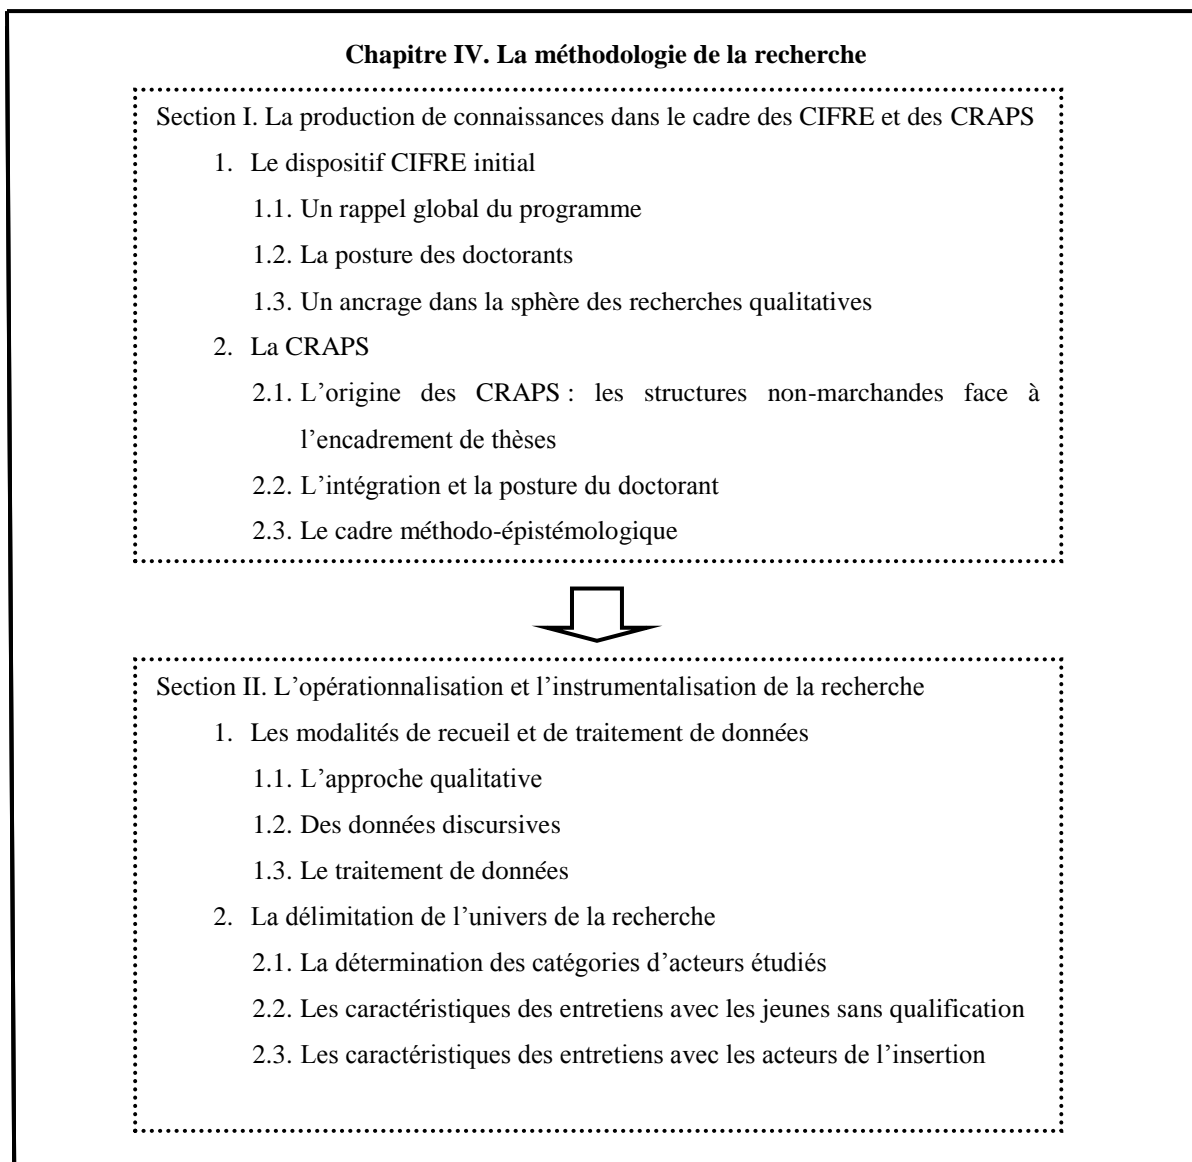 Chapitre IV. La méthodologie de la recherche
Section I. La production de connaissances dans le cadre des CIFRE et des CRAPS
1. Le dispositif CIFRE initial
1.1. Un rappel global du programme
1.2. La posture des doctorants
1.3. Un ancrage dans la sphère des recherches qualitatives
2. La CRAPS
2.1. L’origine des CRAPS : les structures non-marchandes face à
l’encadrement de thèses
2.2. L’intégration et la posture du doctorant
2.3. Le cadre méthodo-épistémologique
Section II. L’opérationnalisation et l’instrumentalisation de la recherche
1. Les modalités de recueil et de traitement de données
1.1. L’approche qualitative
1.2. Des données discursives
1.3. Le traitement de données
2. La délimitation de l’univers de la recherche
2.1. La détermination des catégories d’acteurs étudiés
2.2. Les caractéristiques des entretiens avec les jeunes sans qualification
2.3. Les caractéristiques des entretiens avec les acteurs de l’insertion